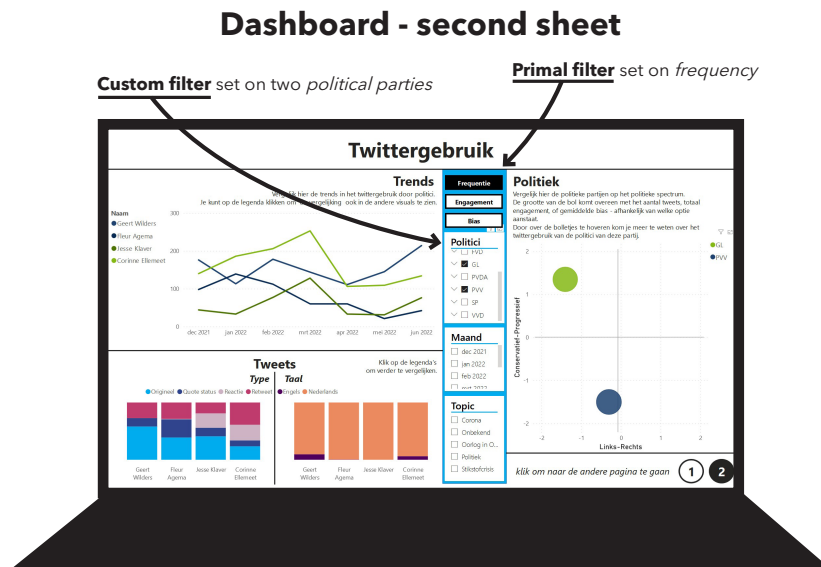 Dashboard - second sheet
Custom filter set on two political parties
Primal filter set on frequency
Twittergebruik
Trends
Vergelijk hier de trends in het twittergebruik door politici.
Je kunt op de legenda klikken om de vergelijking ook in de andere visuals te zien.
Naam
Geert Wilders
Fleur Agema
Jesse Klaver
Corinne Ellemeet
300
200
100
0
dec 2021 jan 2022 feb 2022 mrt 2022 apr 2022 mei 2022 jun 2022
Frequentie
Engagement
Bias
Politici
FVD
GL
PVDA
PVV
SP
VVD
Maand
dec 2021
jan 2022
feb 2022
mrt 2022
Topic
Corona
Onbekend
Oorlog in O...
Politiek
Stikstofcrisis
Politiek
Vergelijk hier de politieke partijen op het politieke spectrum.
De grootte van de bol komt overeen met het aantal tweets, totaal
engagement, of gemiddelde bias - afhankelijk van welke optie
aanstaat.
Door over de bolletjes te hoveren kom je meer te weten over het
twittergebruik van de politici van deze partij.
GL
PVV
Conservatief-Progressief
2
1
0
-1
-2
-2 -1 0 1 2
Links-Rechts
Tweets
Klik op de legenda's
om verder te vergelijken.
Type Taal
Origineel Quote status Reactie Retweet Engels Nederlands
Geert Wilders Fleur Agema Jesse Klaver Corinne Ellemeet
Geert Wilders Fleur Agema Jesse Klaver Corinne Ellemeet
klik om naar de andere pagina te gaan 1 2